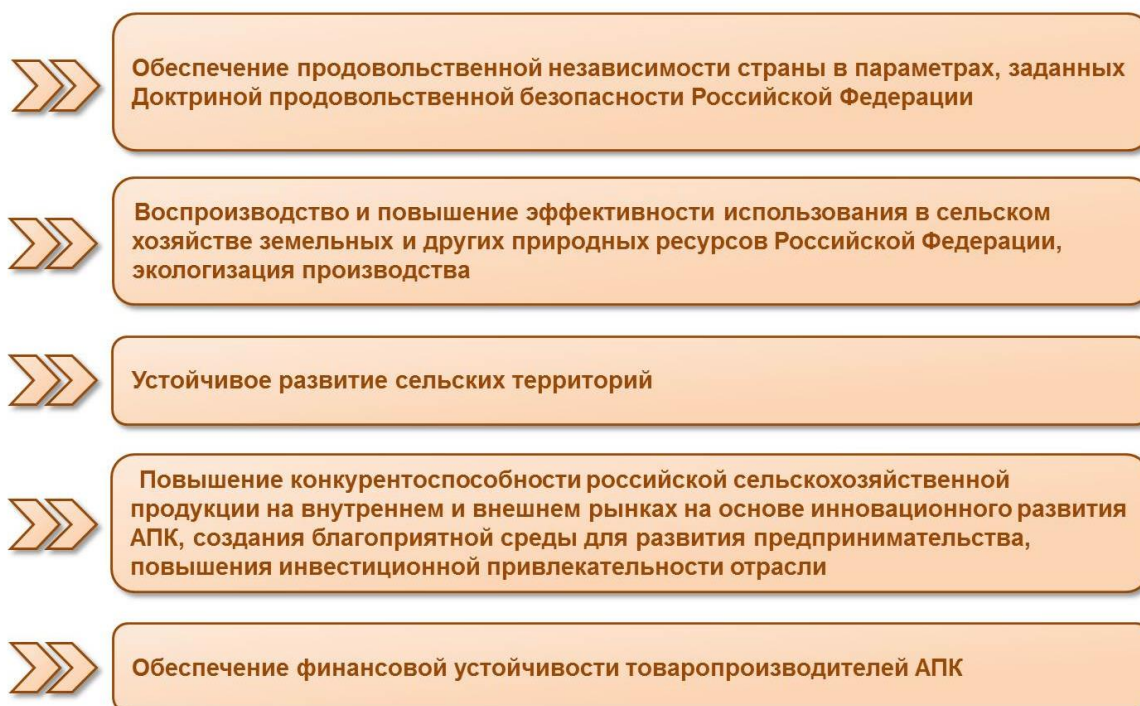 Обеспечение продовольственной независимости страны в параметрах, заданных
Доктриной продовольственной безопасности Российской Федерации
Воспроизводство и повышение эффективности использования в сельском
хозяйстве земельных и других природных ресурсов Российской Федерации,
экологизация производства
Устойчивое развитие сельских территорий
Повышение конкурентоспособности российской сельскохозяйственной
продукции на внутреннем и внешнем рынках на основе инновационного развития
АПК, создания благоприятной среды для развития предпринимательства,
повышения инвестиционной привлекательности отрасли
Обеспечение финансовой устойчивости товаропроизводителей АПК